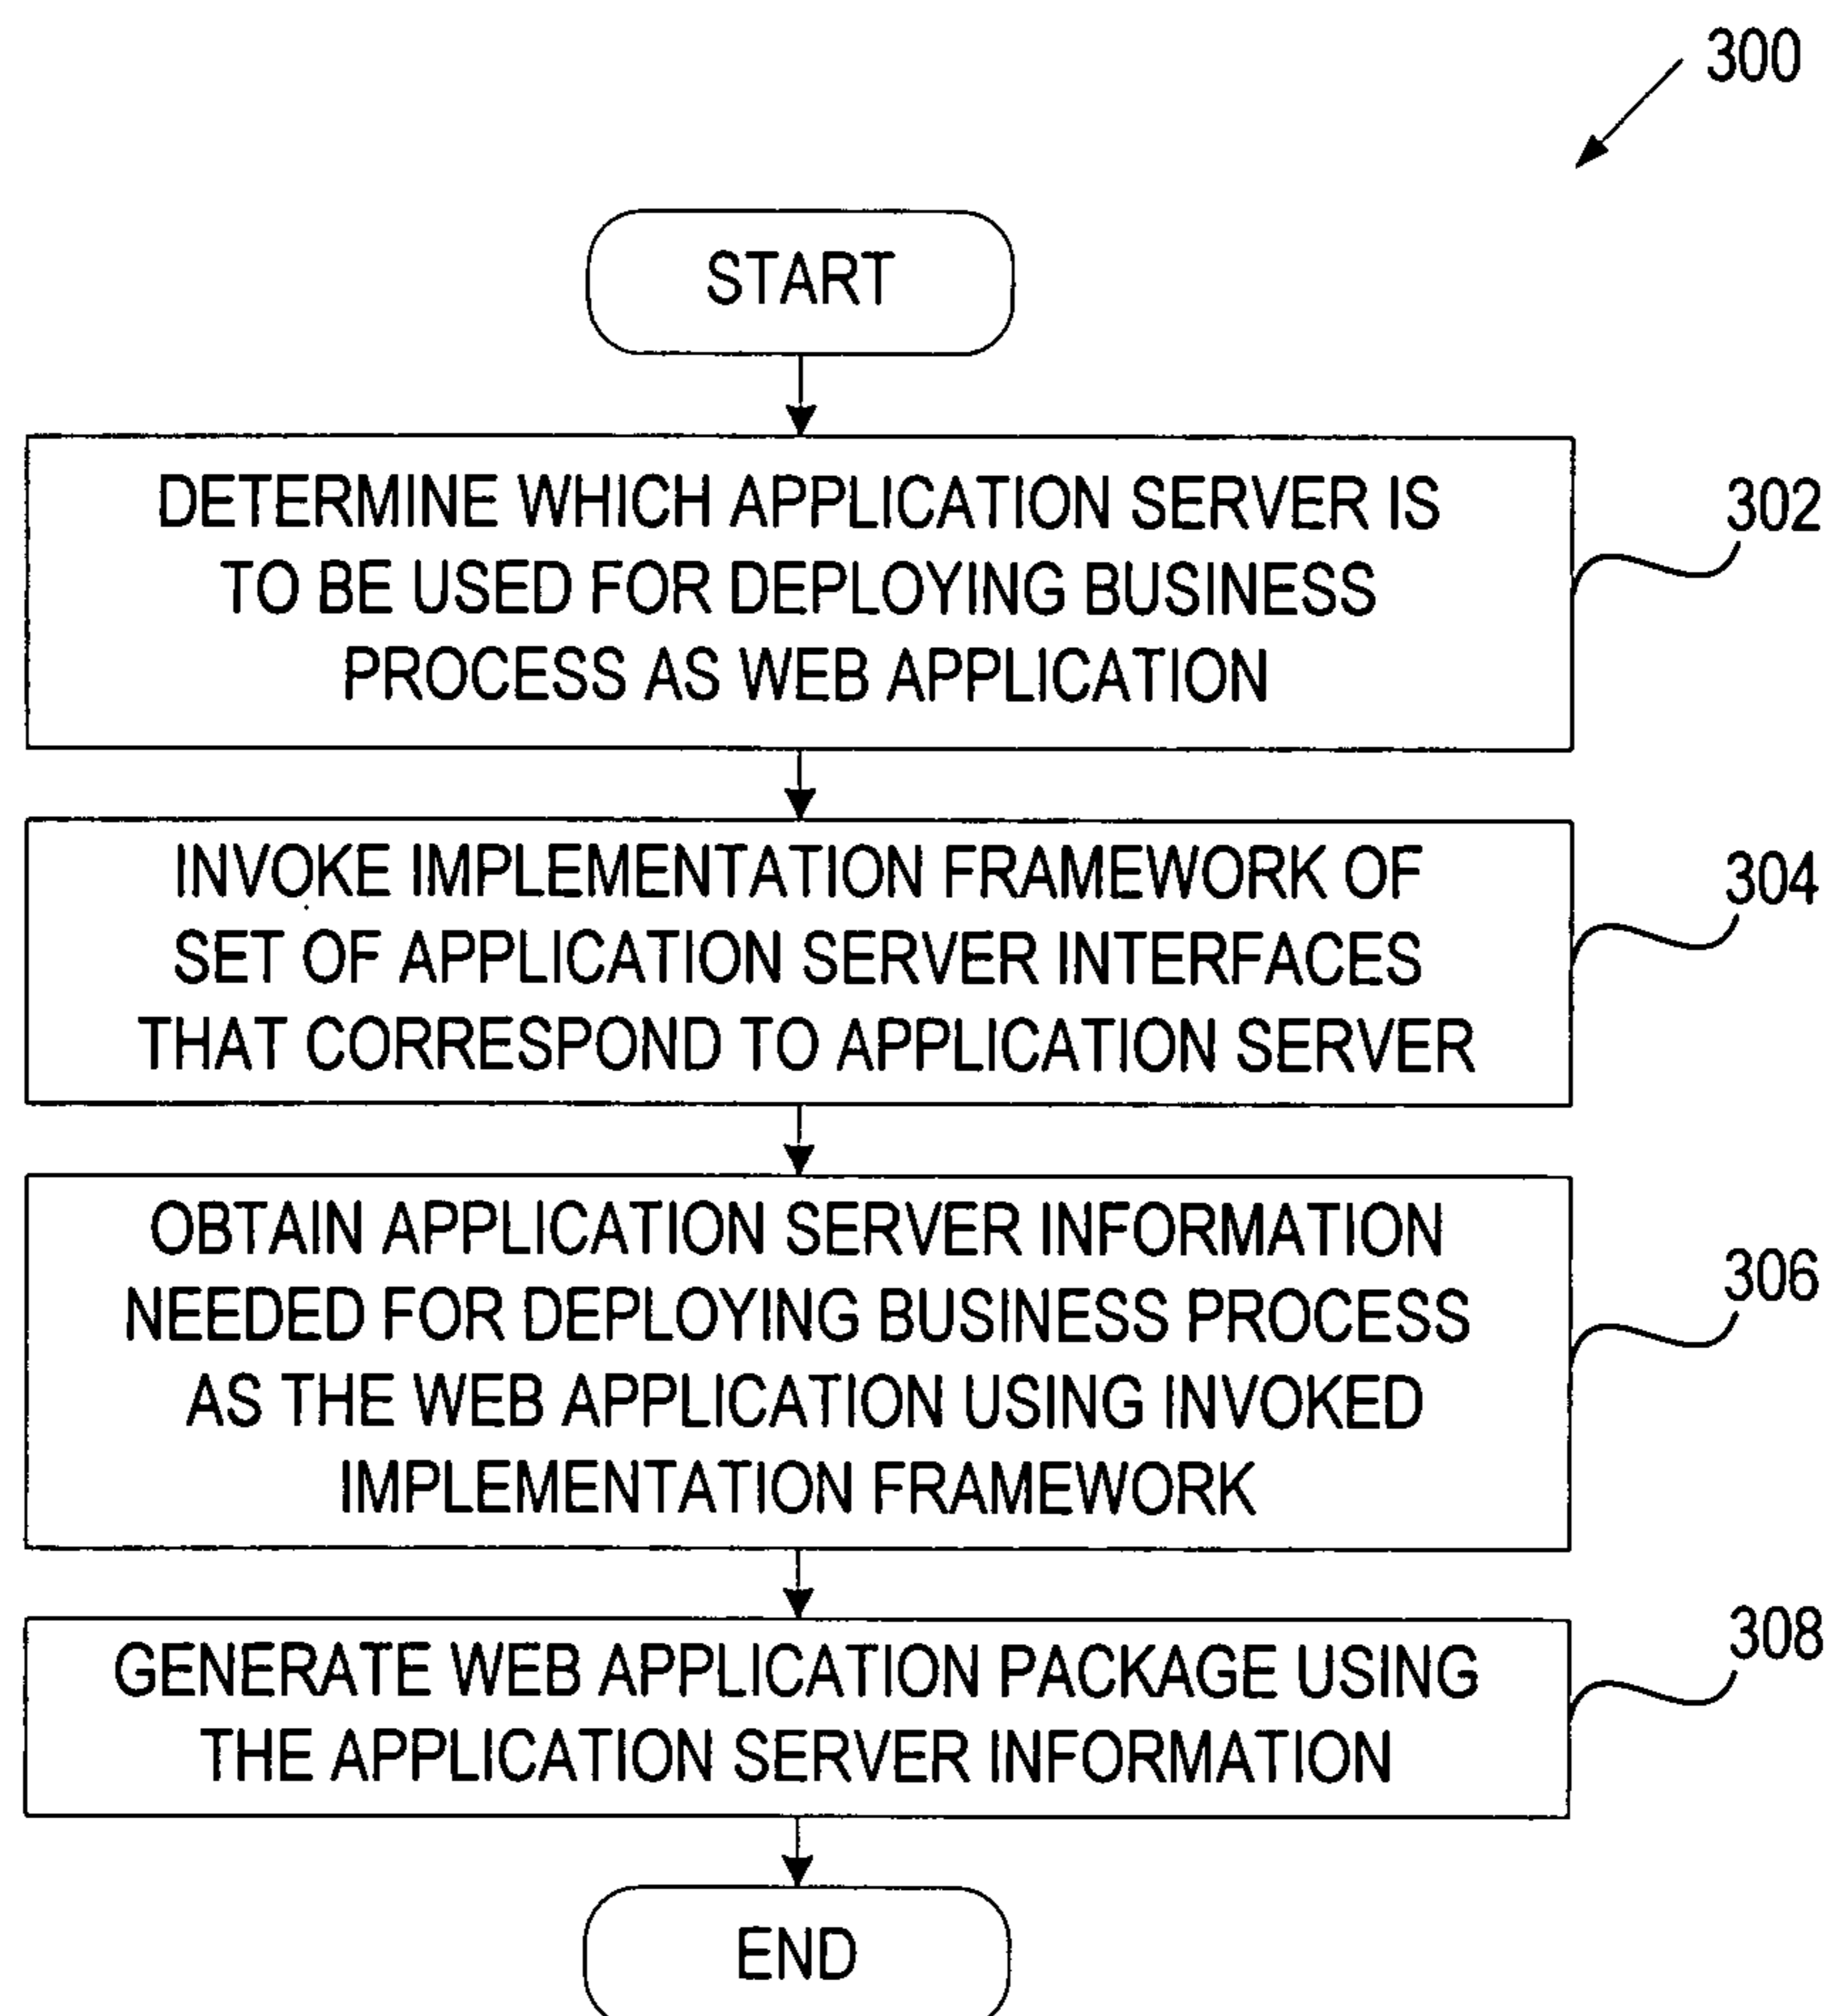 300
START
DETERMINE WHICH APPLICATION SERVER IS
TO BE USED FOR DEPLOYING BUSINESS
PROCESS AS WEB APPLICATION
302
INVOKE IMPLEMENTATION FRAMEWORK OF
SET OF APPLICATION SERVER INTERFACES
THAT CORRESPOND TO APPLICATION SERVER
304
OBTAIN APPLICATION SERVER INFORMATION
NEEDED FOR DEPLOYING BUSINESS PROCESS
AS THE WEB APPLICATION USING INVOKED
IMPLEMENTATION FRAMEWORK
306
GENERATE WEB APPLICATION PACKAGE USING
THE APPLICATION SERVER INFORMATION
308
END